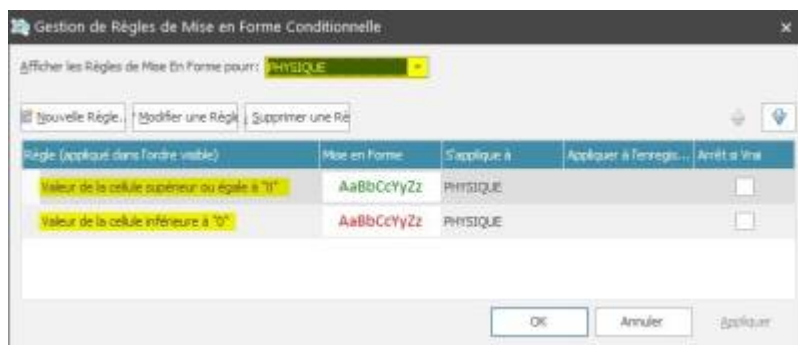 Gestion de Règles de Mise en Forme Conditionnelle
Afficher les Règles de Mise En Forme pour: PHYSIQUE
Nouvelle Règle... Modifier une Règle Supprimer une Rè
Règle (appliqué dans l'ordre visible) Mise en Forme S'applique à Appliquer à l'enregis... Arrêt si Vrai
Valeur de la cellule supérieur ou égale à "0" AaBbCcYyZz PHYSIQUE
Valeur de la cellule inférieure à "0" AaBbCcYyZz PHYSIQUE
OK Annuler Appliquer